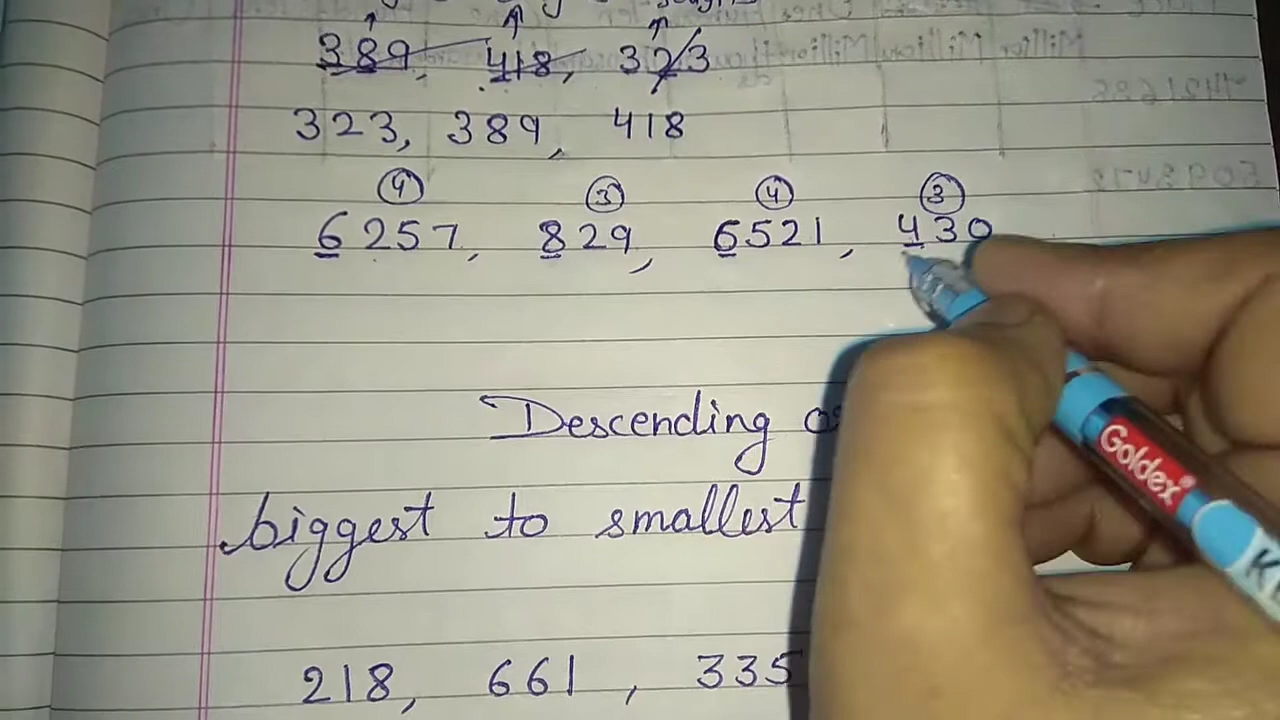 389, 418, 323
323, 389, 418
4 3 4 3
6257, 829, 6521, 430
Descending
biggest to smallest
218, 661, 335
Goldex